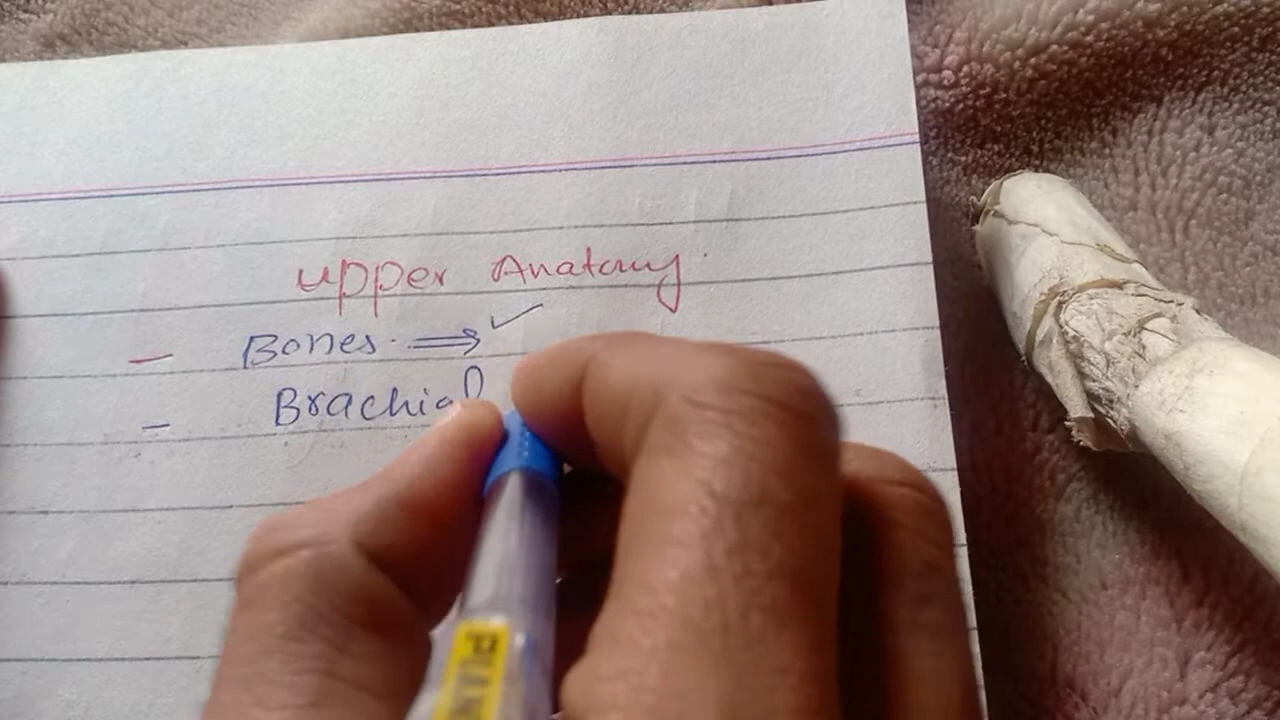 Upper Anatomy
- Bones ⇒ ✓
- Brachial